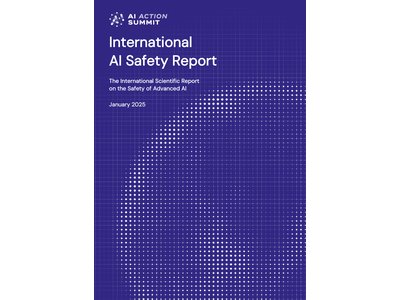 AI ACTION
SUMMIT
International
AI Safety Report
The International Scientific Report
on the Safety of Advanced AI
January 2025